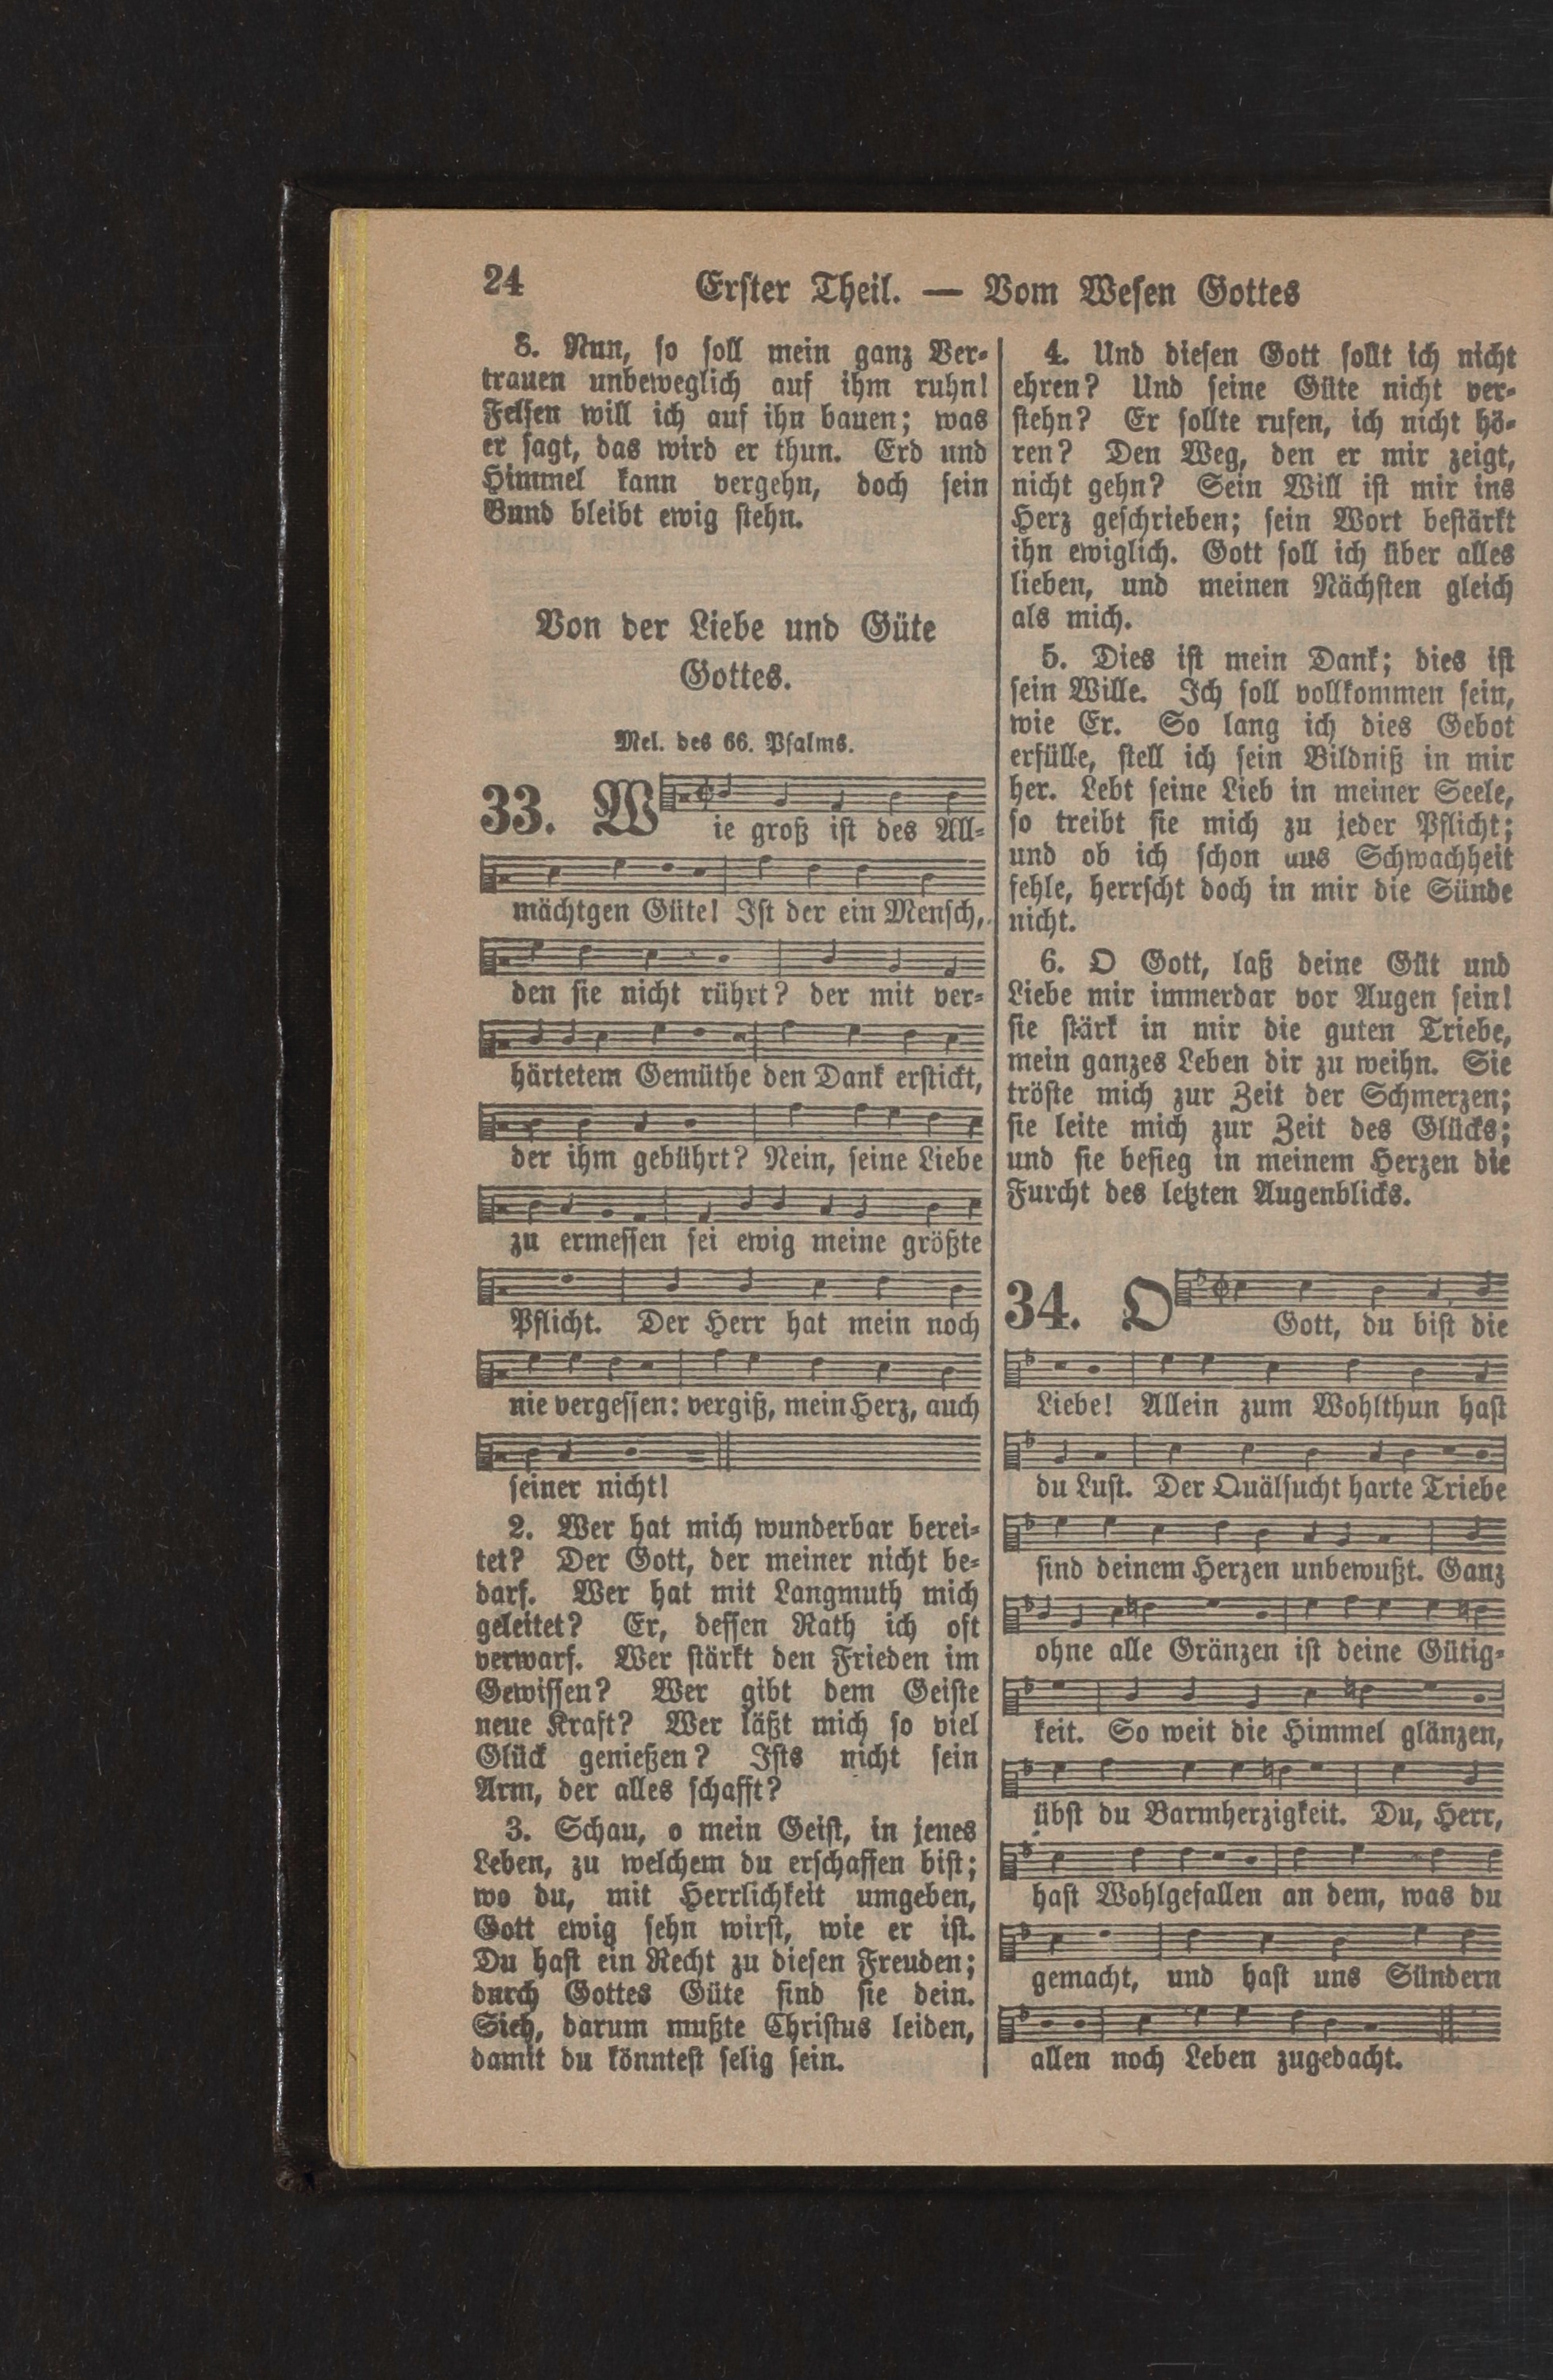 24
Erster Theil. — Vom Wesen Gottes
8. Nun, so soll mein ganz Ver-
trauen unbeweglich auf ihm ruhn!
Felsen will ich auf ihn bauen; was
er sagt, das wird er thun. Erd und
Himmel kann vergehn, doch sein
Bund bleibt ewig stehn.
Von der Liebe und Güte
Gottes.
Mel. des 66. Psalms.
33. Wie groß ist des All-
mächtgen Güte! Ist der ein Mensch,
den sie nicht rührt? der mit ver-
härtetem Gemüthe den Dank erstickt,
der ihm gebührt? Nein, seine Liebe
zu ermessen sei ewig meine größte
Pflicht. Der Herr hat mein noch
nie vergessen: vergiß, mein Herz, auch
seiner nicht!
2. Wer hat mich wunderbar berei-
tet? Der Gott, der meiner nicht be-
darf. Wer hat mit Langmuth mich
geleitet? Er, dessen Rath ich oft
verwarf. Wer stärkt den Frieden im
Gewissen? Wer gibt dem Geiste
neue Kraft? Wer läßt mich so viel
Glück genießen? Ists nicht sein
Arm, der alles schafft?
3. Schau, o mein Geist, in jenes
Leben, zu welchem du erschaffen bist;
wo du, mit Herrlichkeit umgeben,
Gott ewig sehn wirst, wie er ist.
Du hast ein Recht zu diesen Freuden;
durch Gottes Güte sind sie dein.
Sieh, darum mußte Christus leiden,
damit du könntest selig sein.
4. Und diesen Gott sollt ich nicht
ehren? Und seine Güte nicht ver-
stehn? Er sollte rufen, ich nicht hö-
ren? Den Weg, den er mir zeigt,
nicht gehn? Sein Will ist mir ins
Herz geschrieben; sein Wort bestärkt
ihn ewiglich. Gott soll ich über alles
lieben, und meinen Nächsten gleich
als mich.
5. Dies ist mein Dank; dies ist
sein Wille. Ich soll vollkommen sein,
wie Er. So lang ich dies Gebot
erfülle, stell ich sein Bildniß in mir
her. Lebt seine Lieb in meiner Seele,
so treibt sie mich zu jeder Pflicht;
und ob ich schon aus Schwachheit
fehle, herrscht doch in mir die Sünde
nicht.
6. O Gott, laß deine Güt und
Liebe mir immerdar vor Augen sein!
sie stärk in mir die guten Triebe,
mein ganzes Leben dir zu weihn. Sie
tröste mich zur Zeit der Schmerzen;
sie leite mich zur Zeit des Glücks;
und sie besieg in meinem Herzen die
Furcht des letzten Augenblicks.
34. O Gott, du bist die
Liebe! Allein zum Wohlthun hast
du Lust. Der Quälsucht harte Triebe
sind deinem Herzen unbewußt. Ganz
ohne alle Gränzen ist deine Gütig-
keit. So weit die Himmel glänzen,
übst du Barmherzigkeit. Du, Herr,
hast Wohlgefallen an dem, was du
gemacht, und hast uns Sündern
allen noch Leben zugedacht.